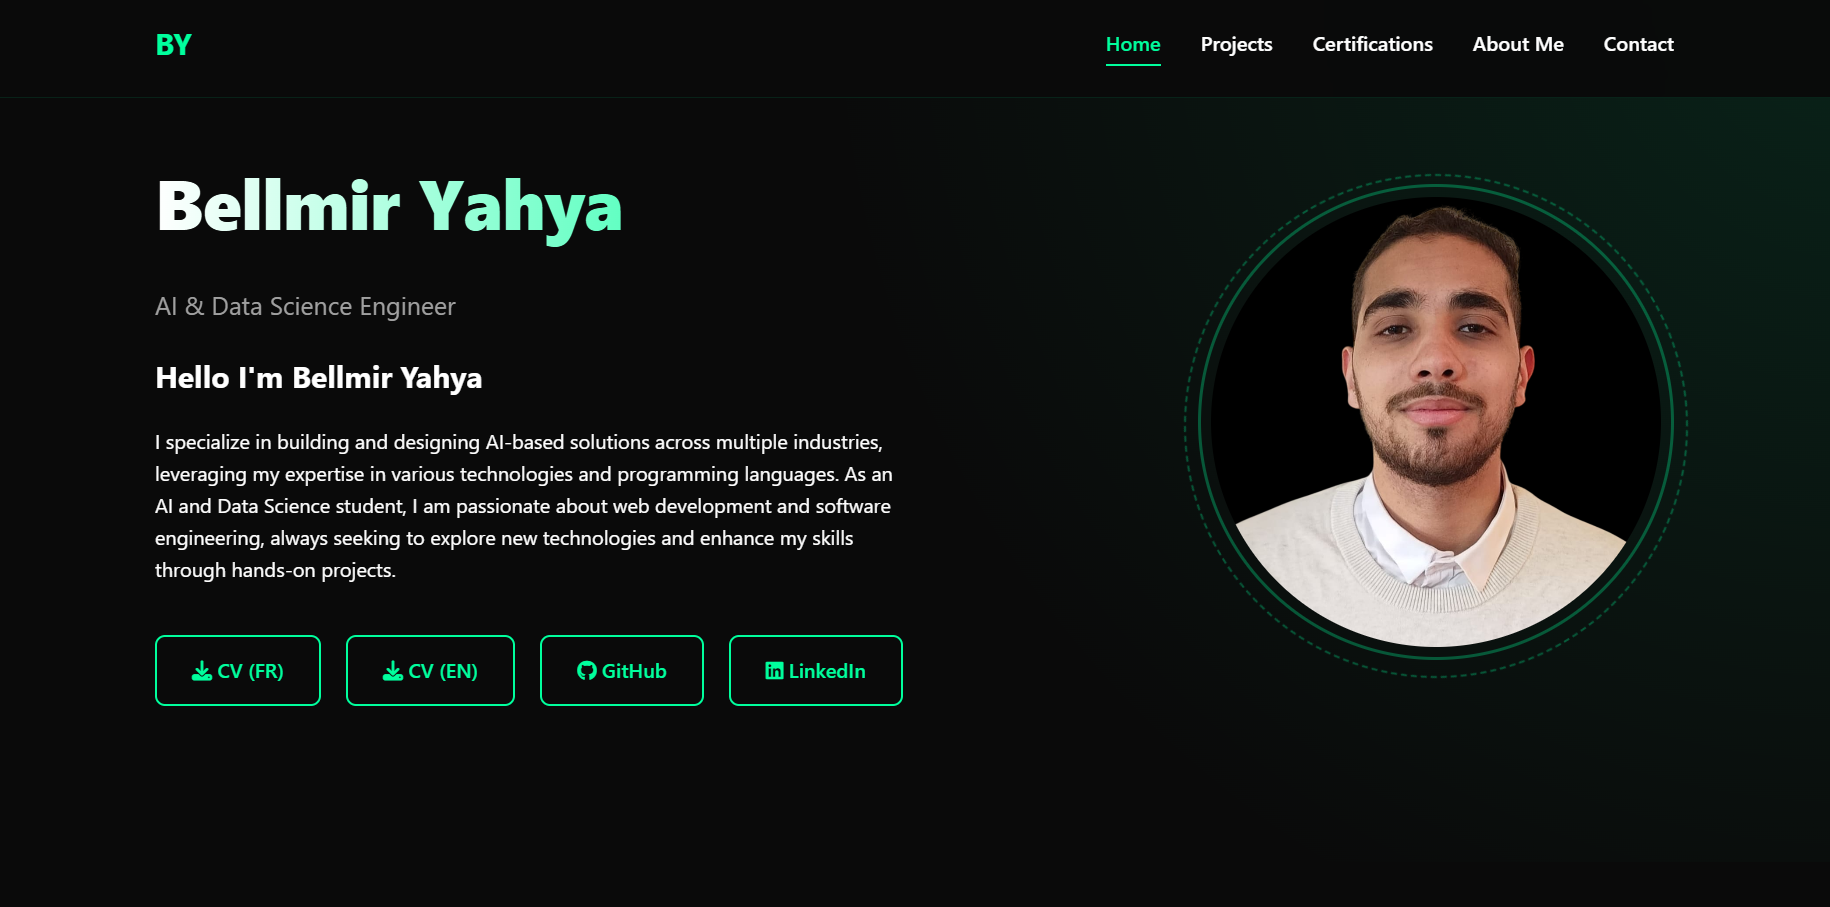 BY
Home Projects Certifications About Me Contact
Bellmir Yahya
AI & Data Science Engineer
Hello I'm Bellmir Yahya
I specialize in building and designing AI-based solutions across multiple industries,
leveraging my expertise in various technologies and programming languages. As an
AI and Data Science student, I am passionate about web development and software
engineering, always seeking to explore new technologies and enhance my skills
through hands-on projects.
CV (FR) CV (EN) GitHub LinkedIn